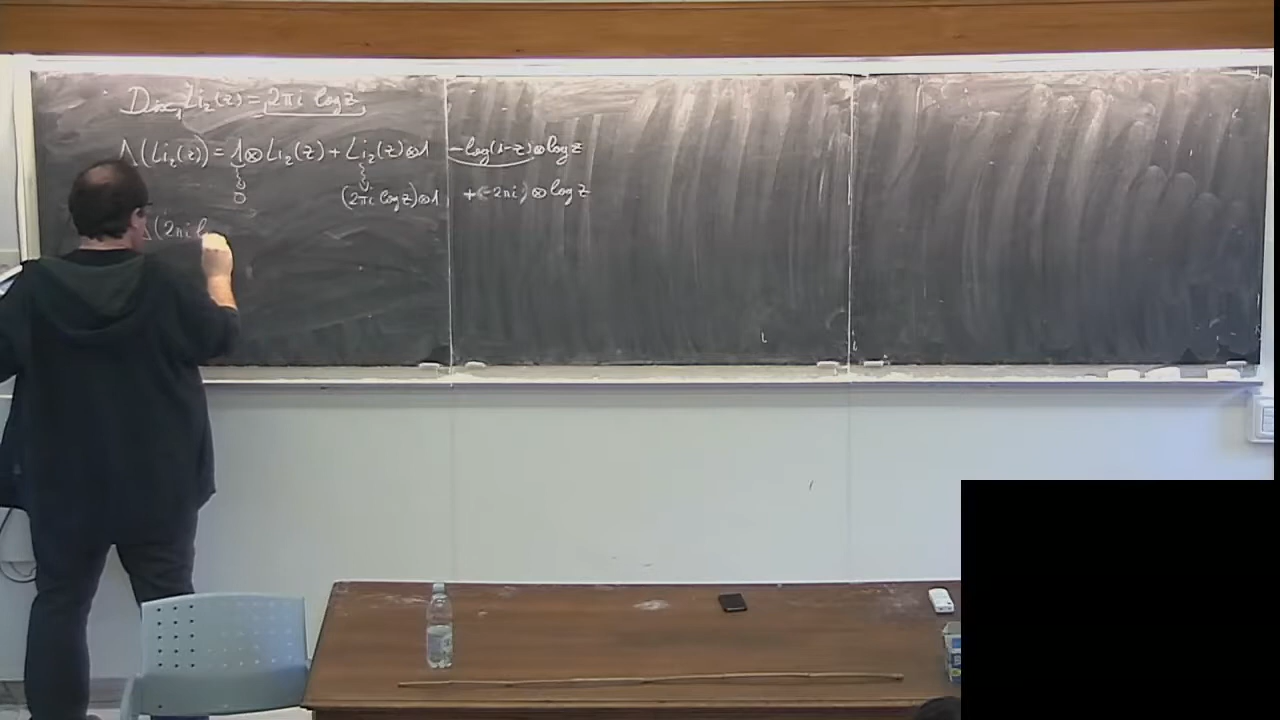 Disc₁ Li₂(z) = 2πi log z,
Δ(Li₂(z)) = 1⊗Li₂(z) + Li₂(z)⊗1 - log(1-z)⊗log z
0 (2πi log z)⊗1 + (-2πi)⊗log z
Δ(2πi